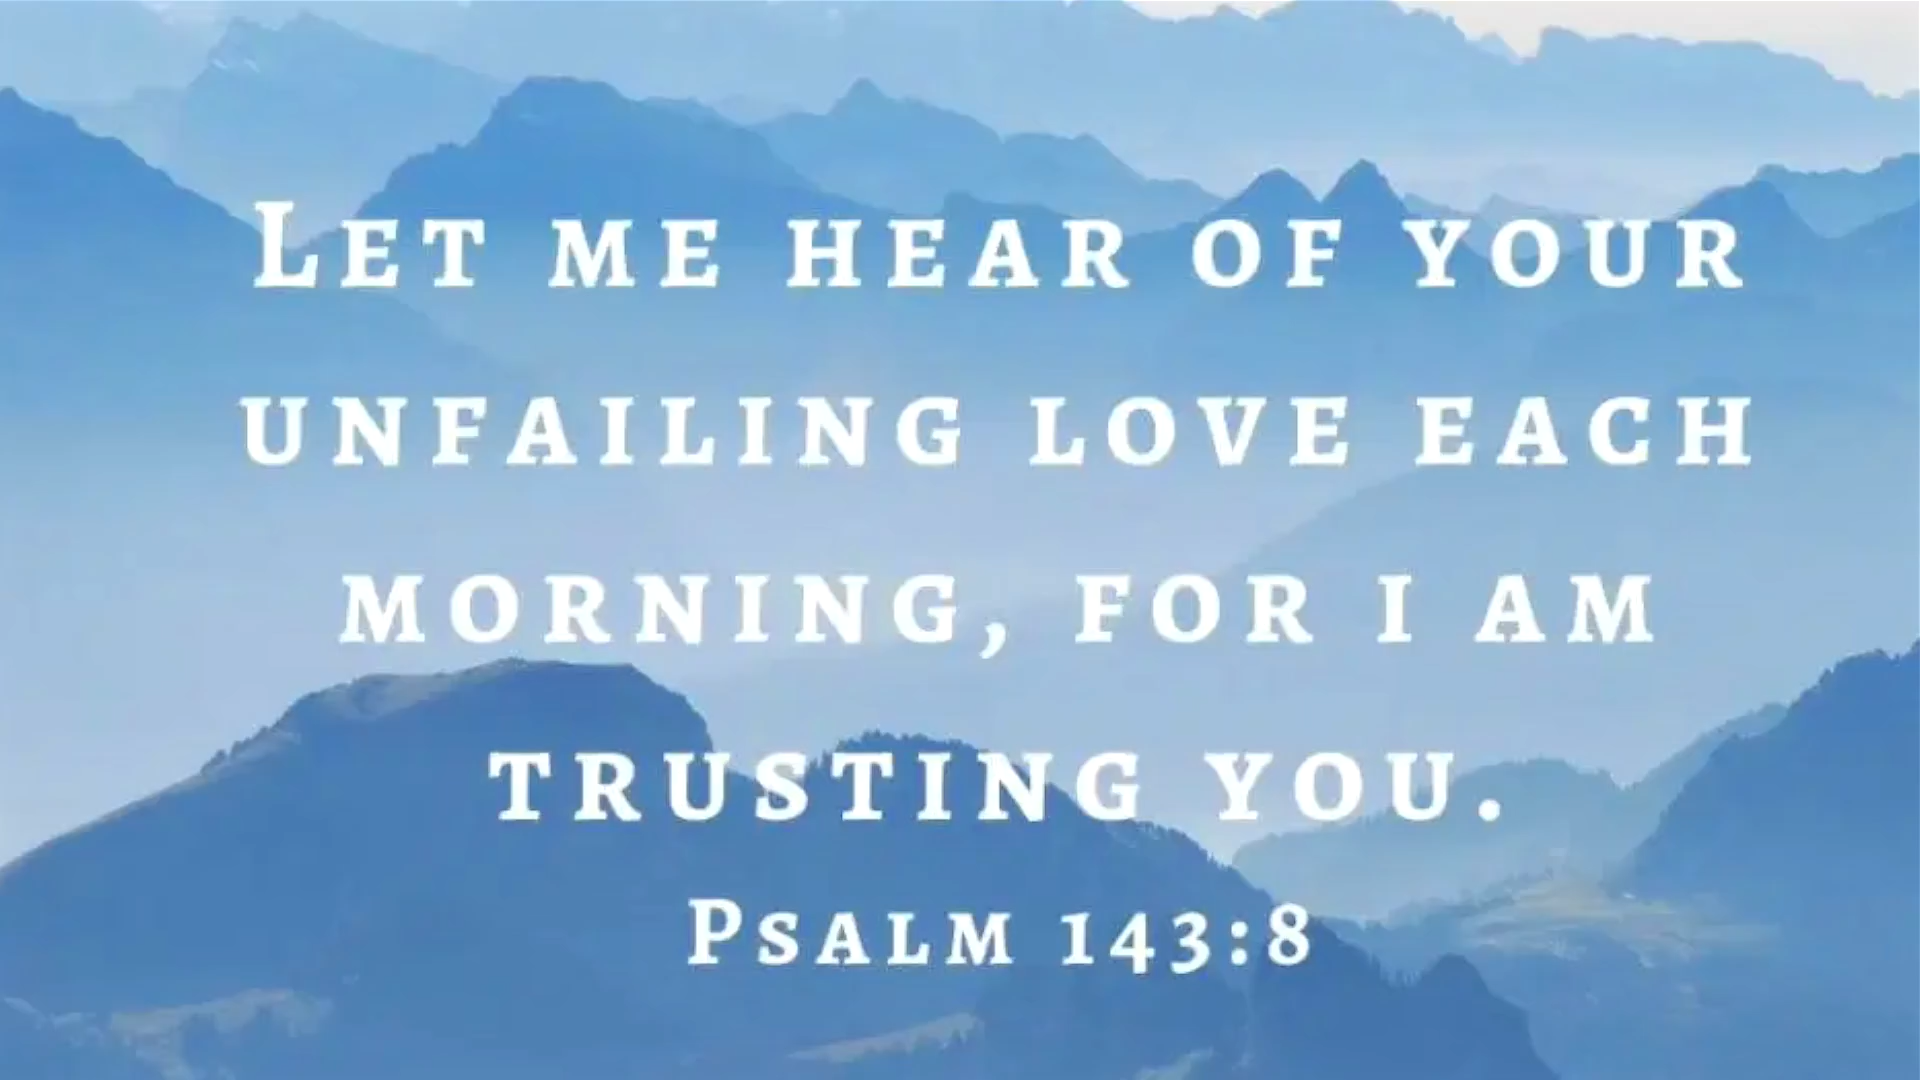 Let me hear of your
unfailing love each
morning, for I am
trusting you.
Psalm 143:8